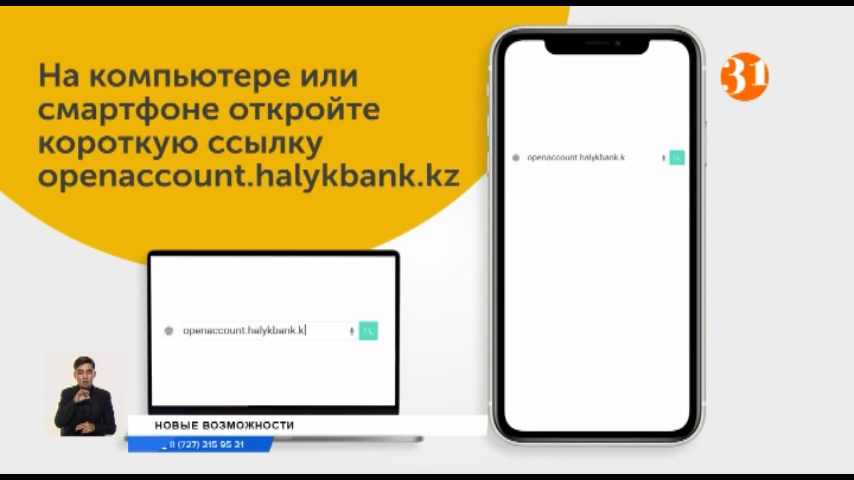 На компьютере или
смартфоне откройте
короткую ссылку
openaccount.halykbank.kz
31
openaccount.halykbank.k
openaccount.halykbank.k
НОВЫЕ ВОЗМОЖНОСТИ
8 (727) 315 95 31